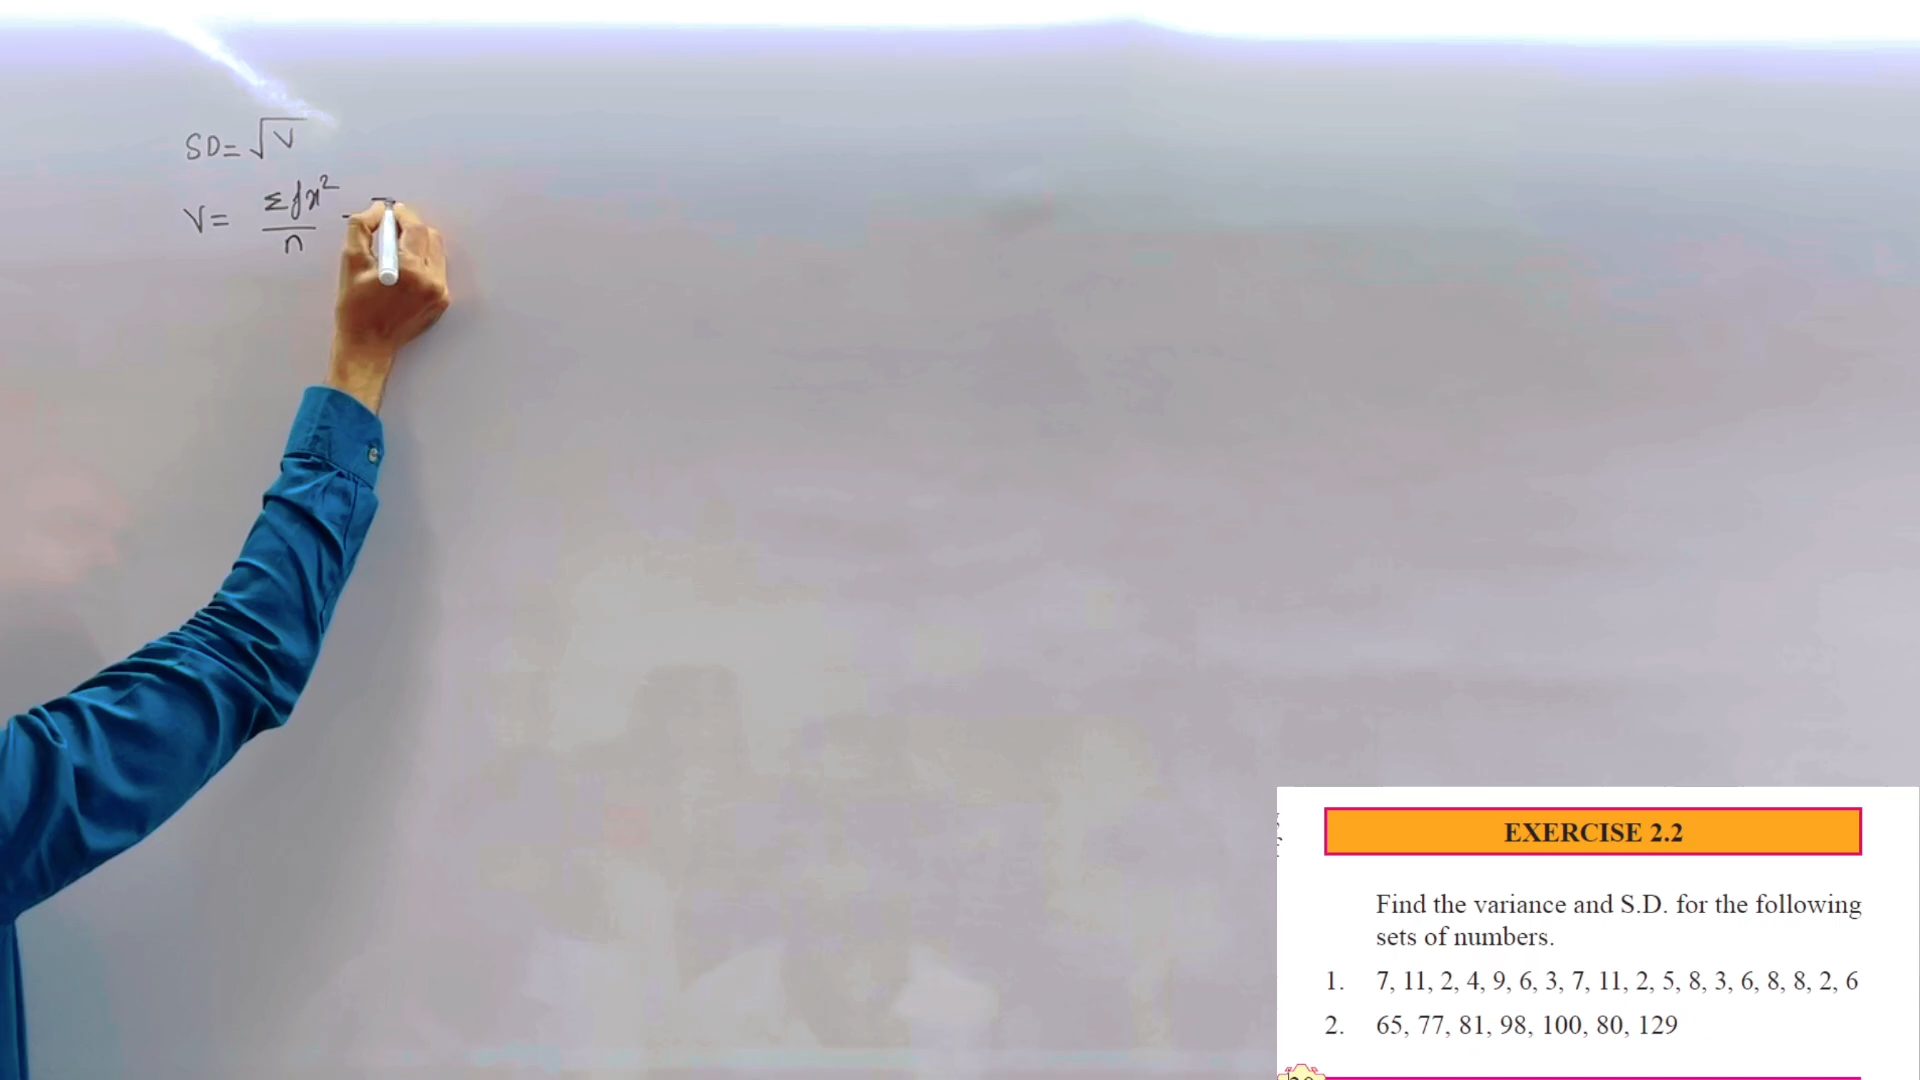 SD = √V
V = Σfx² / n -
EXERCISE 2.2
Find the variance and S.D. for the following
sets of numbers.
1. 7, 11, 2, 4, 9, 6, 3, 7, 11, 2, 5, 8, 3, 6, 8, 8, 2, 6
2. 65, 77, 81, 98, 100, 80, 129